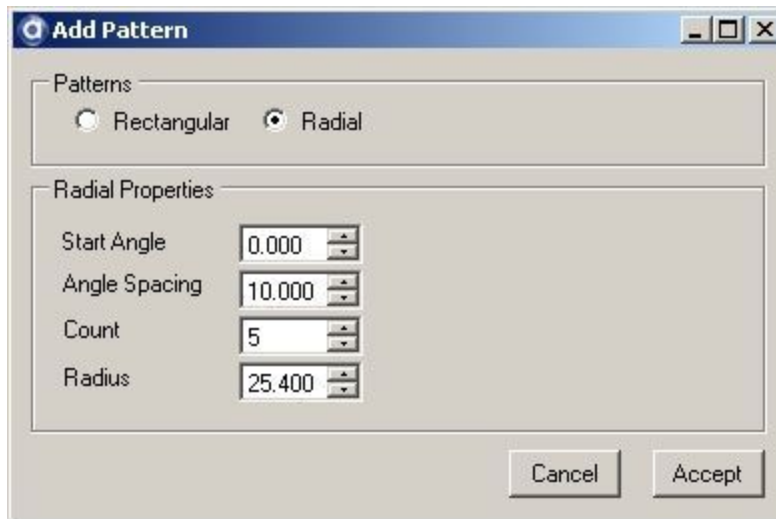 Add Pattern
Patterns
Rectangular Radial
Radial Properties
Start Angle 0.000
Angle Spacing 10.000
Count 5
Radius 25.400
Cancel Accept